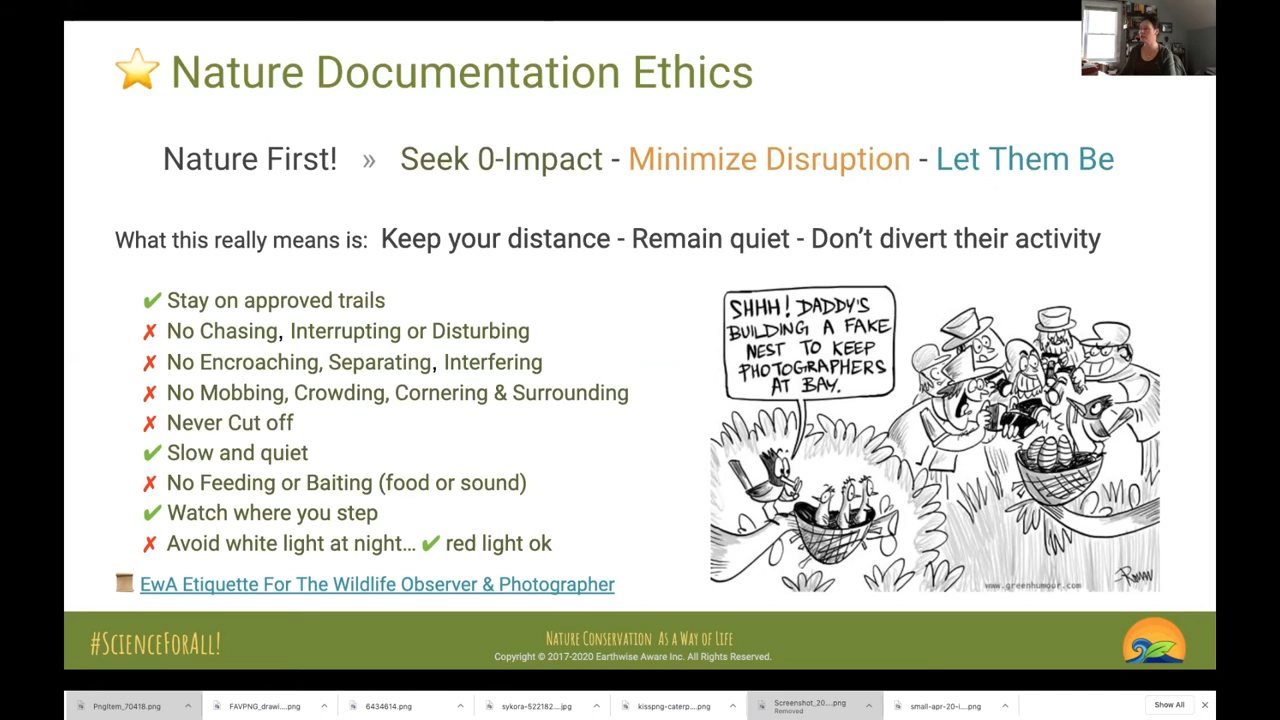 Nature Documentation Ethics
Nature First! » Seek 0-Impact - Minimize Disruption - Let Them Be
What this really means is: Keep your distance - Remain quiet - Don’t divert their activity
✔ Stay on approved trails
✗ No Chasing, Interrupting or Disturbing
✗ No Encroaching, Separating, Interfering
✗ No Mobbing, Crowding, Cornering & Surrounding
✗ Never Cut off
✔ Slow and quiet
✗ No Feeding or Baiting (food or sound)
✔ Watch where you step
✗ Avoid white light at night… ✔ red light ok
EwA Etiquette For The Wildlife Observer & Photographer
SHHH! DADDY'S
BUILDING A FAKE
NEST TO KEEP
PHOTOGRAPHERS
AT BAY.
www.greenhumour.com
#ScienceForAll!
Nature Conservation As a Way of Life
Copyright © 2017-2020 Earthwise Aware Inc. All Rights Reserved.
PngItem_70418.png
FAVPNG_drawi....png
6434614.png
sykora-522182...jpg
kisspng-caterp....png
Screenshot_20....png
Removed
small-apr-20-i....png
Show All